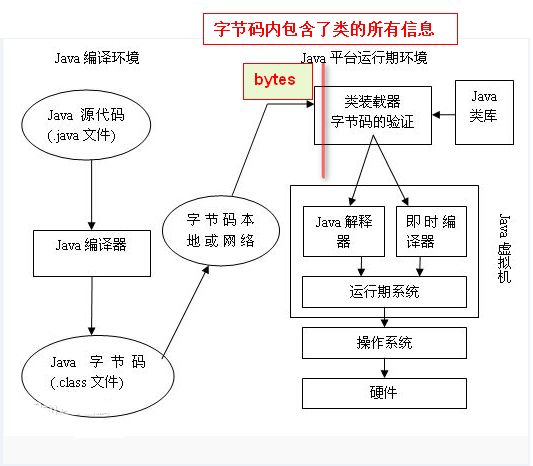 字节码内包含了类的所有信息
Java 编译环境
Java 平台运行期环境
bytes
Java 源代码
(.java 文件)
类装载器
字节码的验证
Java
类库
字 节 码 本
地 或 网 络
Java 解释
器
即 时 编
译器
Java 虚拟机
Java 编译器
运行期系统
操作系统
Java 字 节 码
(.class 文件)
硬件